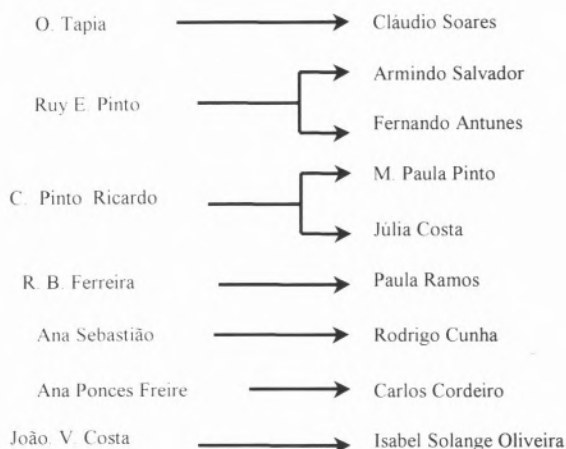 O. Tapia Cláudio Soares
Armindo Salvador
Ruy E. Pinto
Fernando Antunes
M. Paula Pinto
C. Pinto Ricardo
Júlia Costa
R. B. Ferreira Paula Ramos
Ana Sebastião Rodrigo Cunha
Ana Ponces Freire Carlos Cordeiro
João. V. Costa Isabel Solange Oliveira